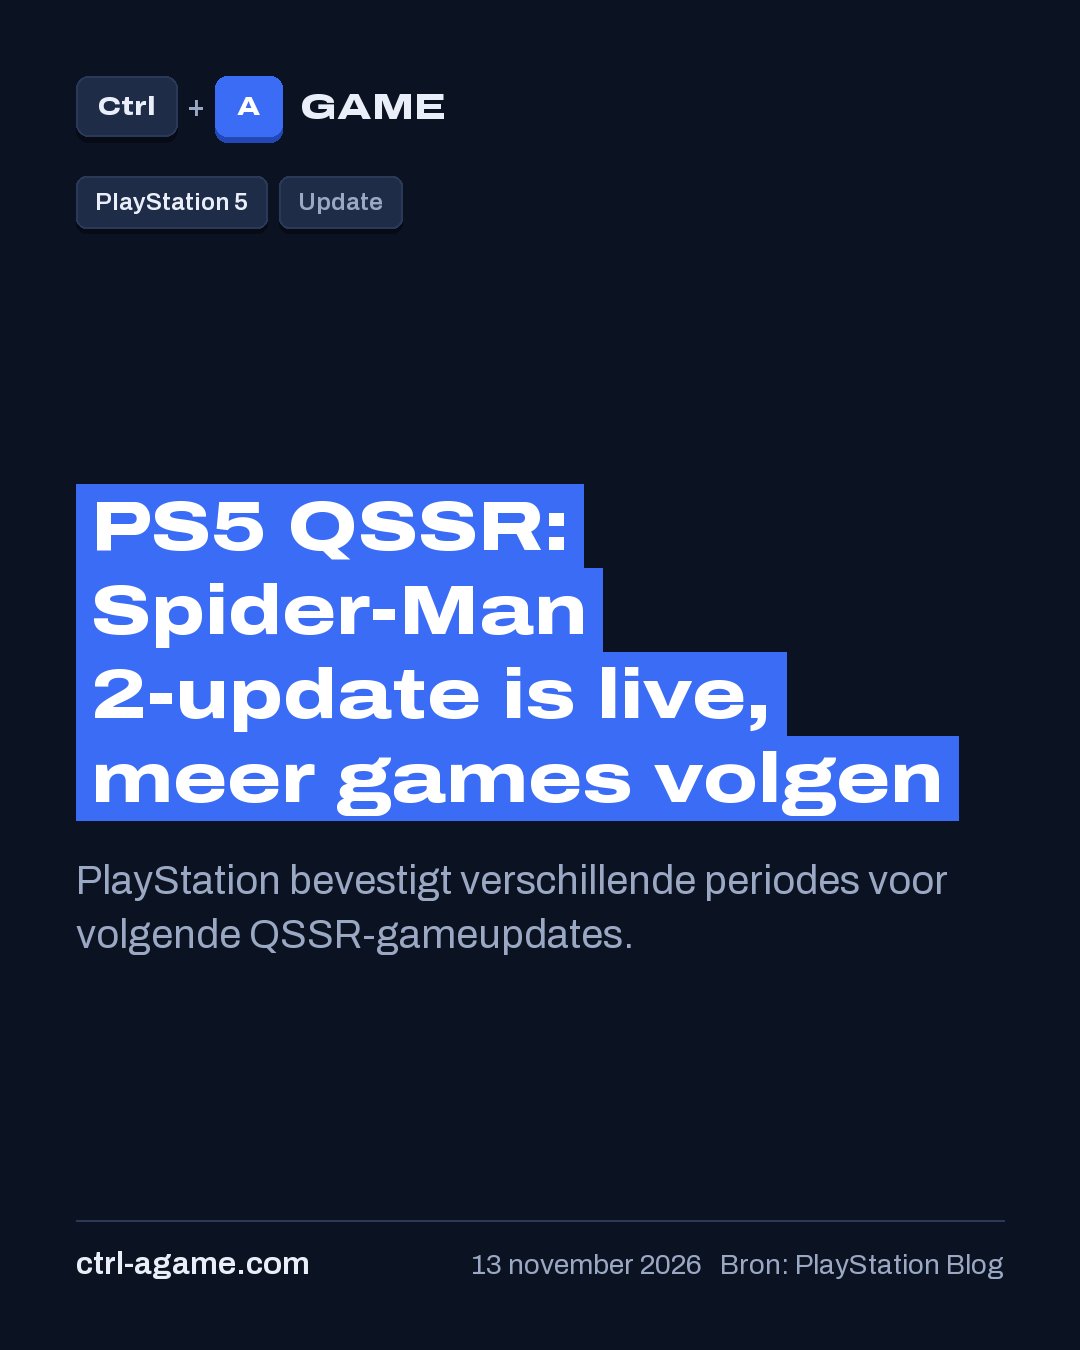 Ctrl + A GAME
PlayStation 5 Update
PS5 QSSR:
Spider-Man
2-update is live,
meer games volgen
PlayStation bevestigt verschillende periodes voor
volgende QSSR-gameupdates.
ctrl-agame.com 13 november 2026 Bron: PlayStation Blog